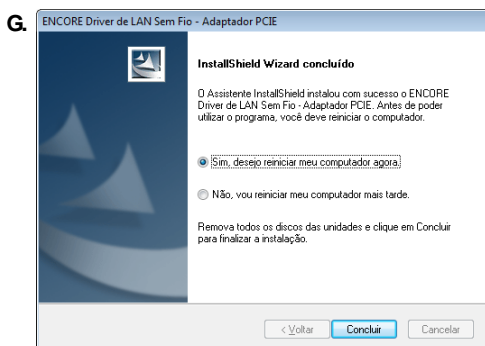 G.
ENCORE Driver de LAN Sem Fio - Adaptador PCIE
InstallShield Wizard concluído
O Assistente InstallShield instalou com sucesso o ENCORE
Driver de LAN Sem Fio - Adaptador PCIE. Antes de poder
utilizar o programa, você deve reiniciar o computador.
Sim, desejo reiniciar meu computador agora.
Não, vou reiniciar meu computador mais tarde.
Remova todos os discos das unidades e clique em Concluir
para finalizar a instalação.
< Voltar Concluir Cancelar